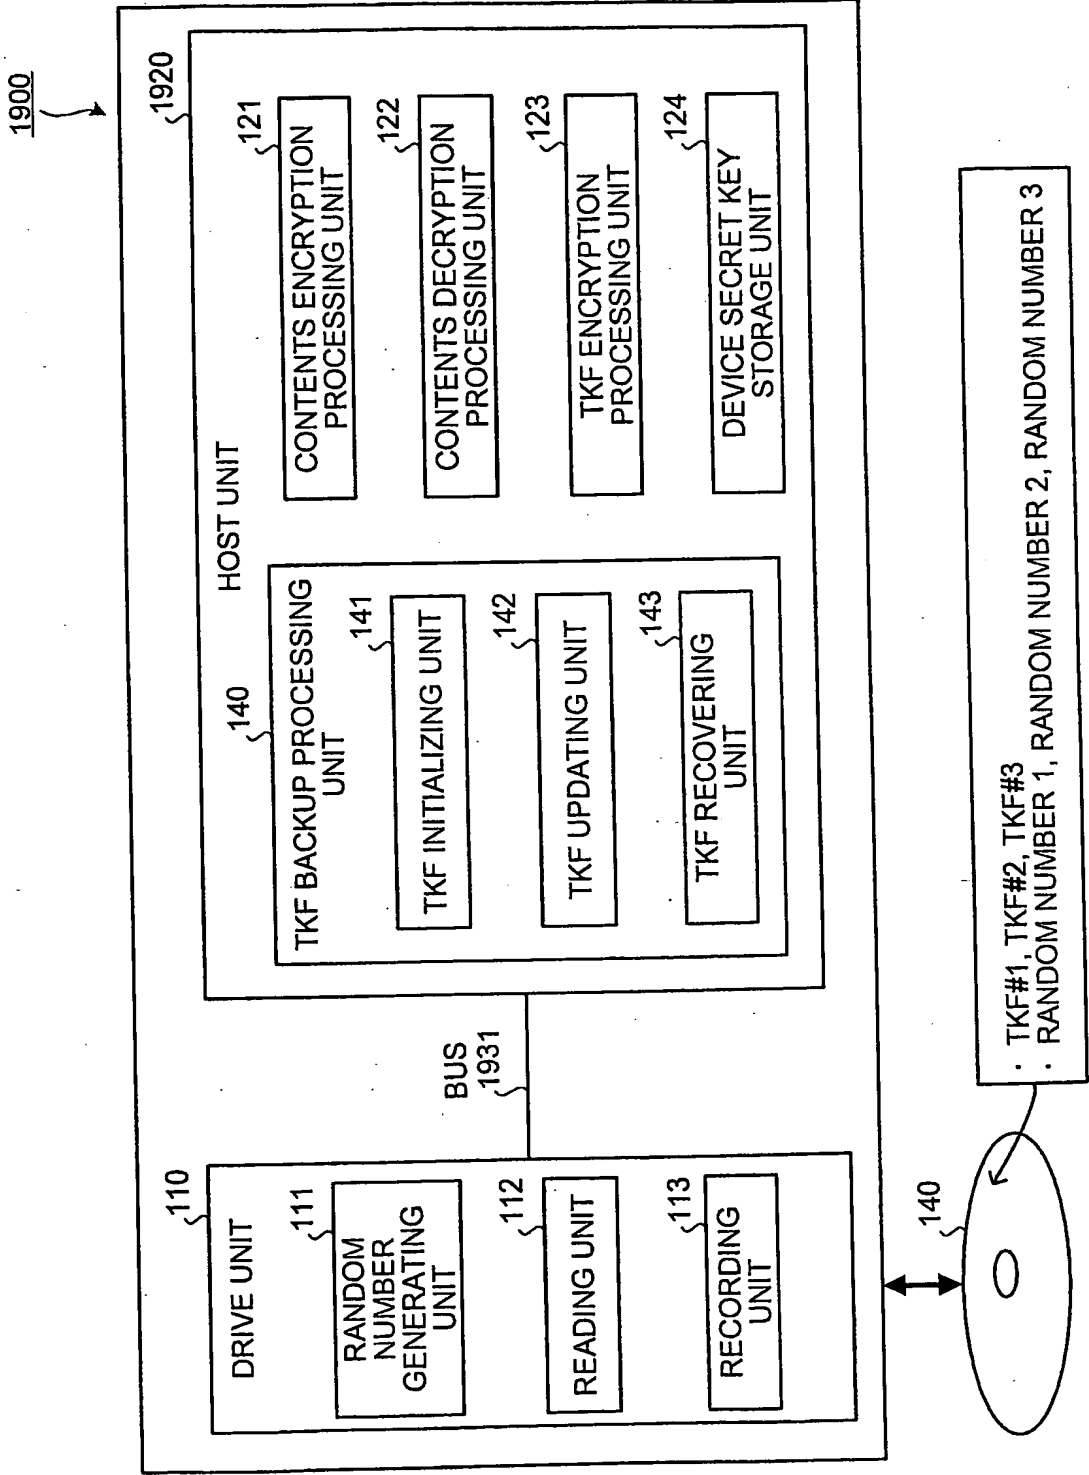 1900
1920
HOST UNIT
140
TKF BACKUP PROCESSING
UNIT
141
TKF INITIALIZING UNIT
142
TKF UPDATING UNIT
143
TKF RECOVERING
UNIT
121
CONTENTS ENCRYPTION
PROCESSING UNIT
122
CONTENTS DECRYPTION
PROCESSING UNIT
123
TKF ENCRYPTION
PROCESSING UNIT
124
DEVICE SECRET KEY
STORAGE UNIT
BUS
1931
110
DRIVE UNIT
111
RANDOM
NUMBER
GENERATING
UNIT
112
READING UNIT
113
RECORDING
UNIT
140
· TKF#1, TKF#2, TKF#3
· RANDOM NUMBER 1, RANDOM NUMBER 2, RANDOM NUMBER 3